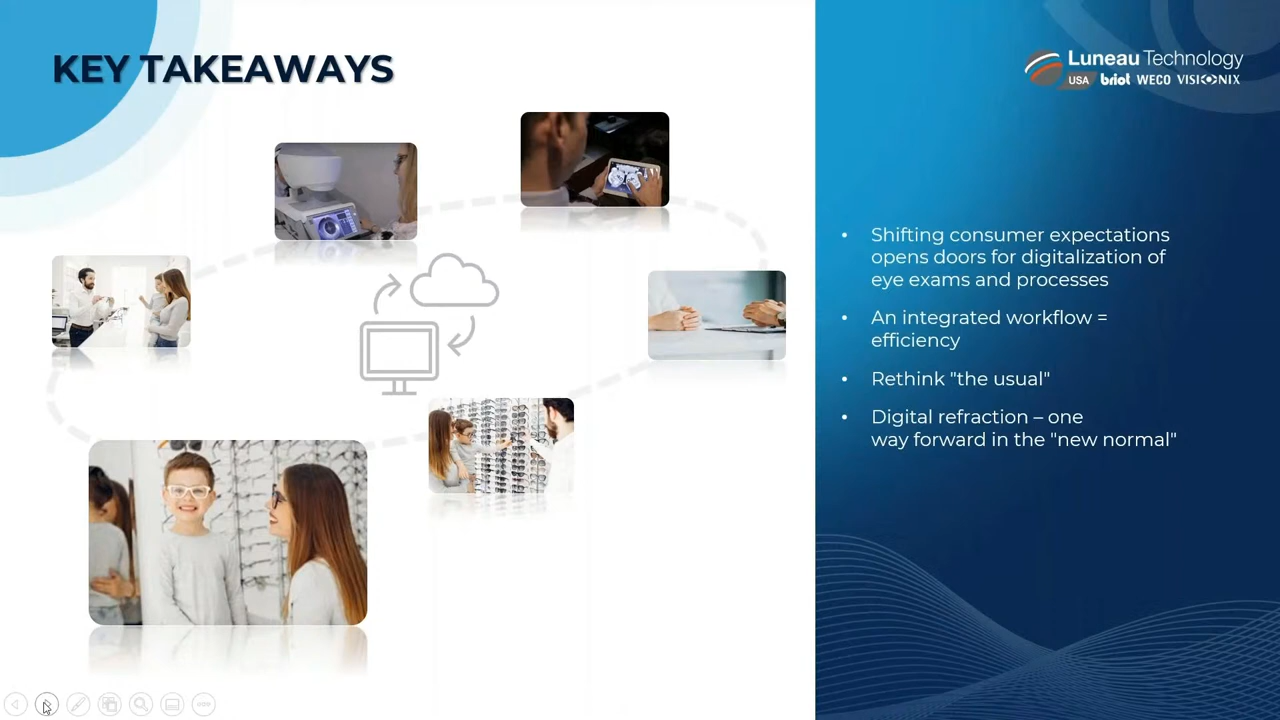 KEY TAKEAWAYS
Luneau Technology
USA briot WECO VISIONIX
• Shifting consumer expectations
opens doors for digitalization of
eye exams and processes
• An integrated workflow =
efficiency
• Rethink "the usual"
• Digital refraction – one
way forward in the "new normal"